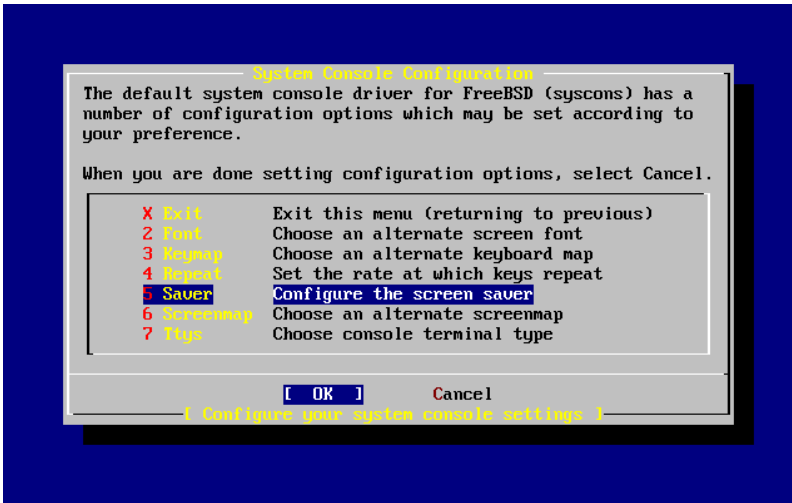 System Console Configuration
The default system console driver for FreeBSD (syscons) has a
number of configuration options which may be set according to
your preference.
When you are done setting configuration options, select Cancel.
X Exit Exit this menu (returning to previous)
2 Font Choose an alternate screen font
3 Keymap Choose an alternate keyboard map
4 Repeat Set the rate at which keys repeat
5 Saver Configure the screen saver
6 Screenmap Choose an alternate screenmap
7 Ttys Choose console terminal type
[ OK ] Cancel
[ Configure your system console settings ]